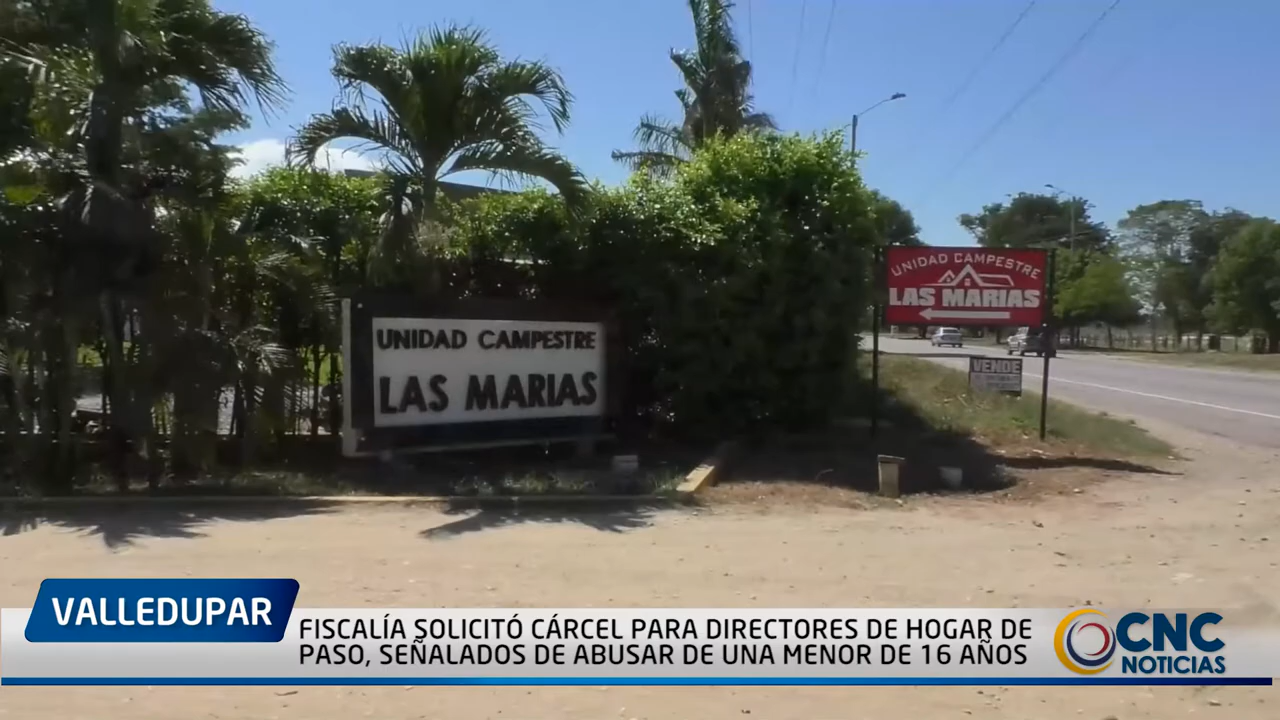 UNIDAD CAMPESTRE
LAS MARIAS
UNIDAD CAMPESTRE
LAS MARIAS
VENDE
VALLEDUPAR
FISCALÍA SOLICITÓ CÁRCEL PARA DIRECTORES DE HOGAR DE
PASO, SEÑALADOS DE ABUSAR DE UNA MENOR DE 16 AÑOS
CNC
NOTICIAS